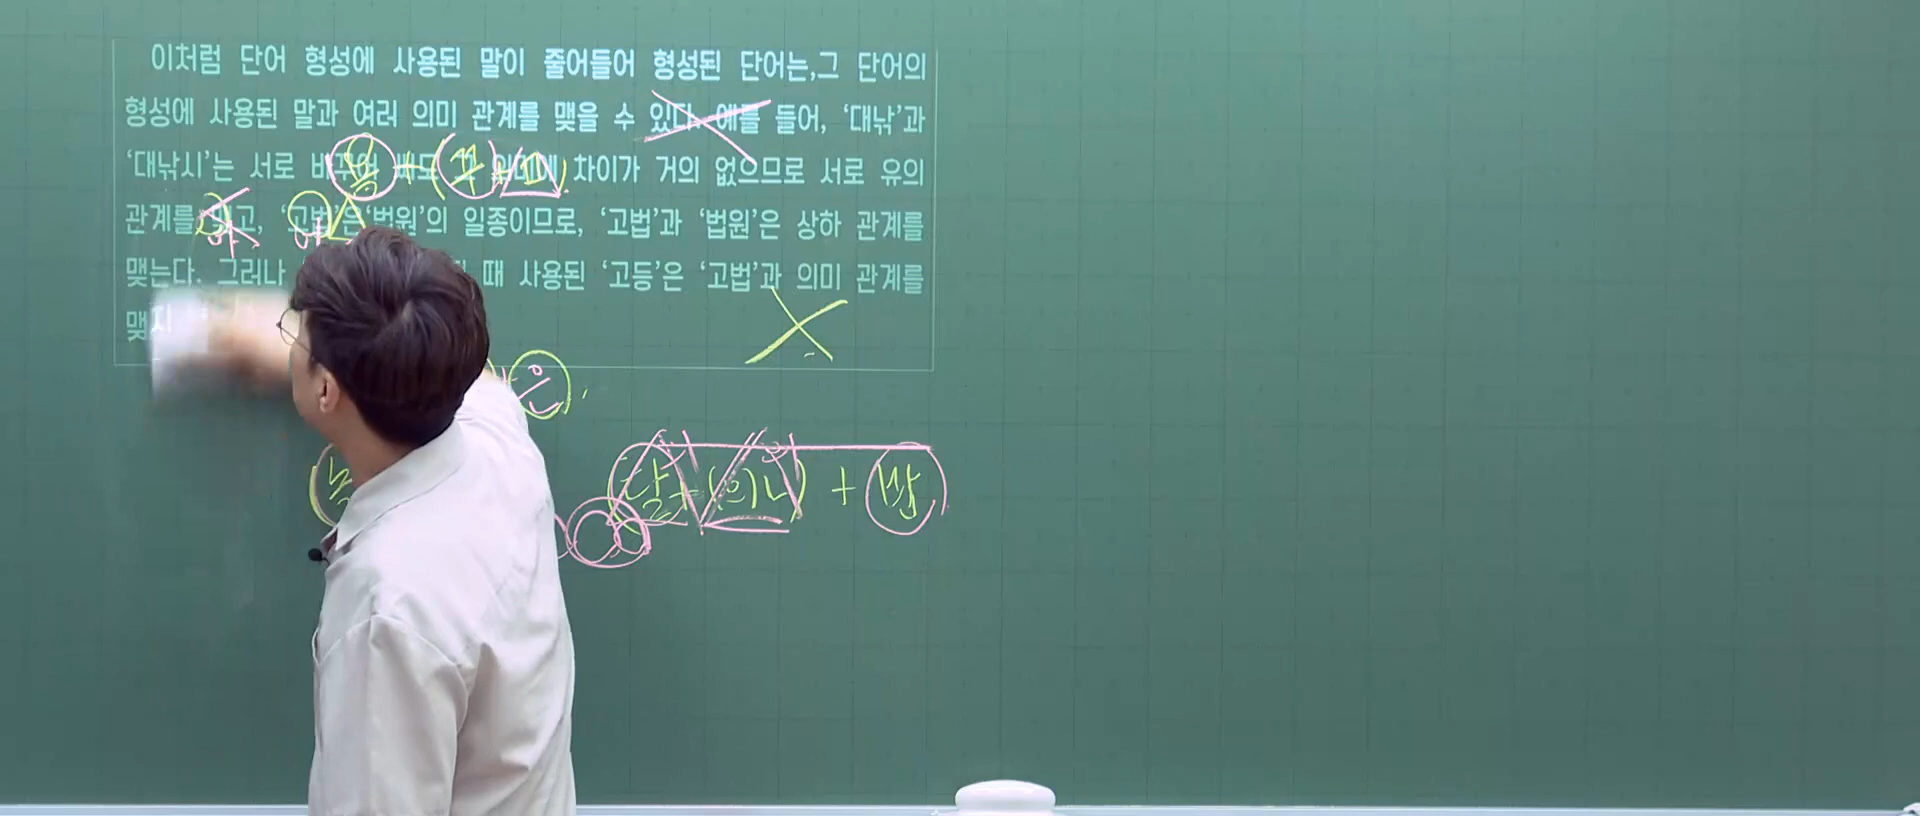 이처럼 단어 형성에 사용된 말이 줄어들어 형성된 단어는,그 단어의
형성에 사용된 말과 여러 의미 관계를 맺을 수 있다. 예를 들어, ‘대낚’과
‘대낚시’는 서로 바꾸어 써도 그 의미에 차이가 거의 없으므로 서로 유의
관계를 맺고, ‘고법’은‘법원’의 일종이므로, ‘고법’과 ‘법원’은 상하 관계를
맺는다. 그러나 때 사용된 ‘고등’은 ‘고법’과 의미 관계를
맺지
+ 밥